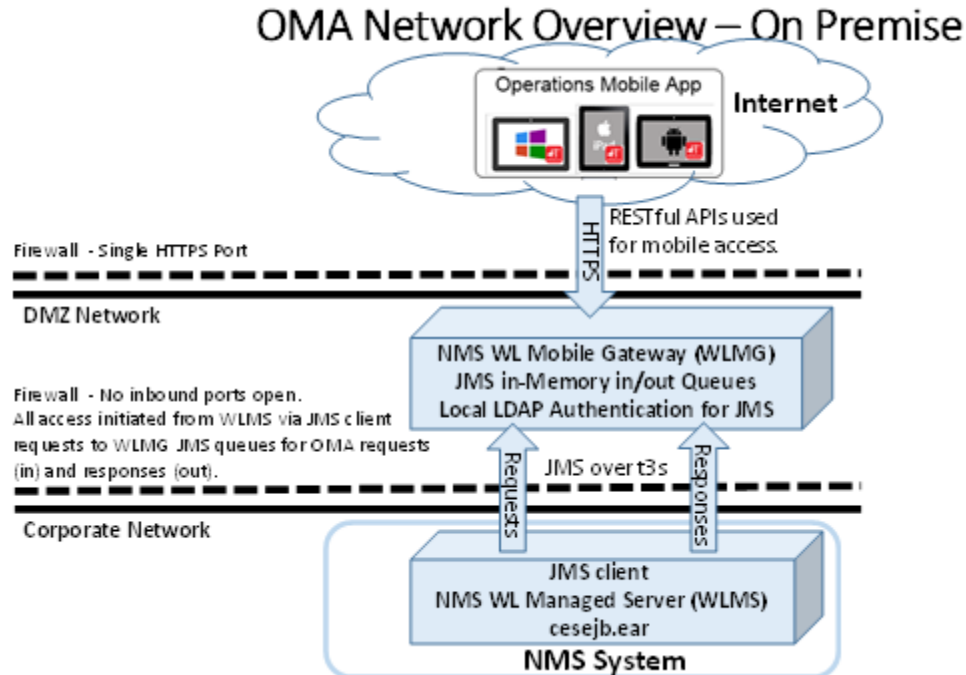 OMA Network Overview – On Premise
Operations Mobile App
Internet
iPad
HTTPS
RESTful APIs used
for mobile access.
Firewall - Single HTTPS Port
DMZ Network
NMS WL Mobile Gateway (WLMG)
JMS in-Memory in/out Queues
Local LDAP Authentication for JMS
Firewall - No inbound ports open.
All access initiated from WLMS via JMS client
requests to WLMG JMS queues for OMA requests
(in) and responses (out).
Requests
JMS over t3s
Responses
Corporate Network
JMS client
NMS WL Managed Server (WLMS)
cesejb.ear
NMS System